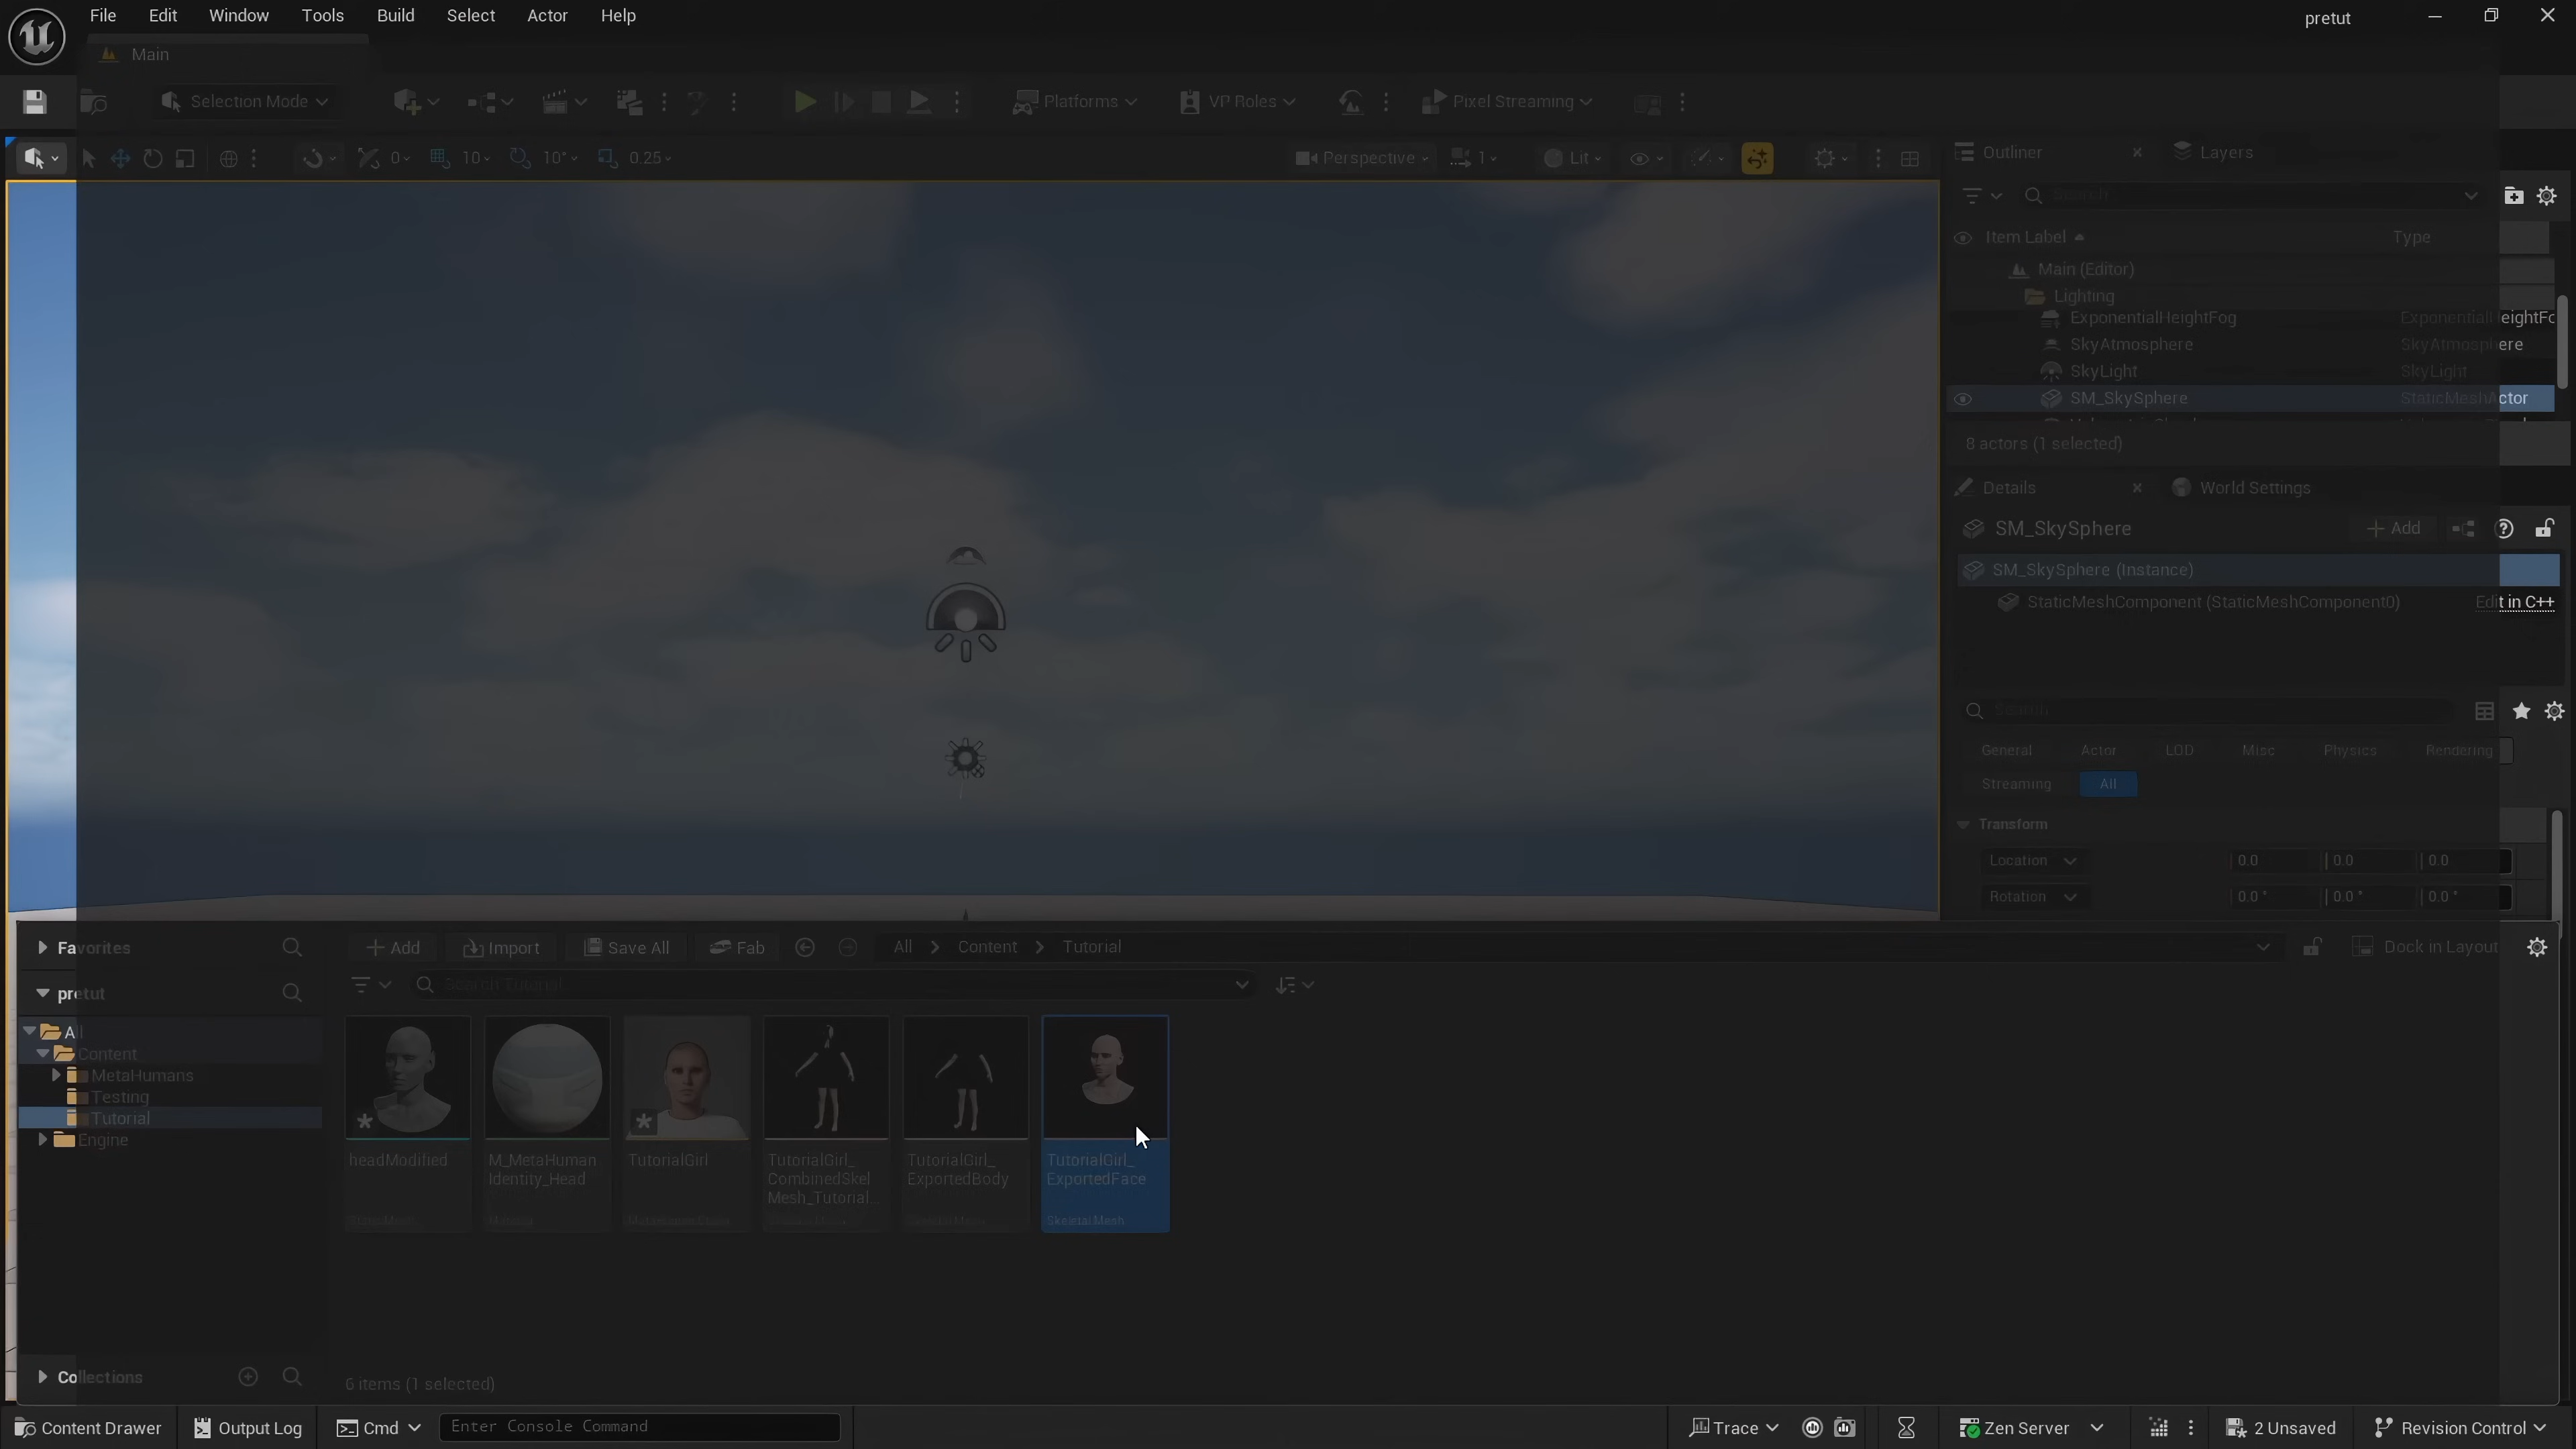 File Edit Window Tools Build Select Actor Help pretut
Main
Selection Mode Platforms VP Roles Pixel Streaming
0 10 10° 0.25 Perspective 1 Lit
Outliner Layers
Search
Item Label Type
Main (Editor)
Lighting
ExponentialHeightFog ExponentialHeightFo
SkyAtmosphere SkyAtmosphere
SkyLight SkyLight
SM_SkySphere StaticMeshActor
8 actors (1 selected)
Details World Settings
SM_SkySphere Add
SM_SkySphere (Instance)
StaticMeshComponent (StaticMeshComponent0) Edit in C++
Search
General Actor LOD Misc Physics Rendering
Streaming All
Transform
Location 0.0 0.0 0.0
Rotation 0.0 ° 0.0 ° 0.0 °
Favorites Add Import Save All Fab All Content Tutorial Dock in Layout
pretut Search Tutorial
All
Content
MetaHumans
Testing
Tutorial
Engine
headModified
M_MetaHuman
Identity_Head
TutorialGirl
TutorialGirl_
CombinedSkel
Mesh_Tutorial...
TutorialGirl_
ExportedBody
TutorialGirl_
ExportedFace
Skeletal Mesh
Collections 6 items (1 selected)
Content Drawer Output Log Cmd Enter Console Command Trace Zen Server 2 Unsaved Revision Control